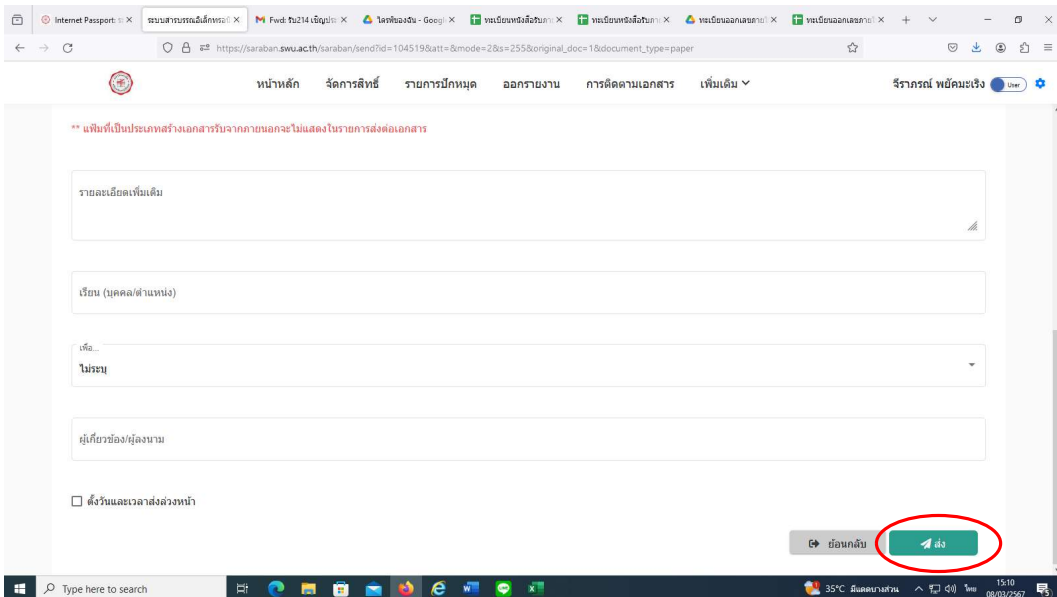 Internet Passport:
ระบบสารบรรณอิเล็กทรอนิ
Fwd: รับ214 เชิญประ
ไดรฟ์ของฉัน - Googl
ทะเบียนหนังสือรับภาย
ทะเบียนหนังสือรับภาย
ทะเบียนออกเลขภายใ
ทะเบียนออกเลขภายใ
https://saraban.swu.ac.th/saraban/send?id=104519&att=&mode=2&s=255&original_doc=1&document_type=paper
หน้าหลัก จัดการสิทธิ์ รายการปักหมุด ออกรายงาน การติดตามเอกสาร เพิ่มเติม จีราภรณ์ พยัคมะเริง User
** แฟ้มที่เป็นประเภทสร้างเอกสารรับจากภายนอกจะไม่แสดงในรายการส่งต่อเอกสาร
รายละเอียดเพิ่มเติม
เรียน (บุคคล/ตำแหน่ง)
เพื่อ...
ไม่ระบุ
ผู้เกี่ยวข้อง/ผู้ลงนาม
ตั้งวันและเวลาส่งล่วงหน้า
ย้อนกลับ ส่ง
Type here to search
35°C มีแดดบางส่วน ไทย 15:10
08/03/2567